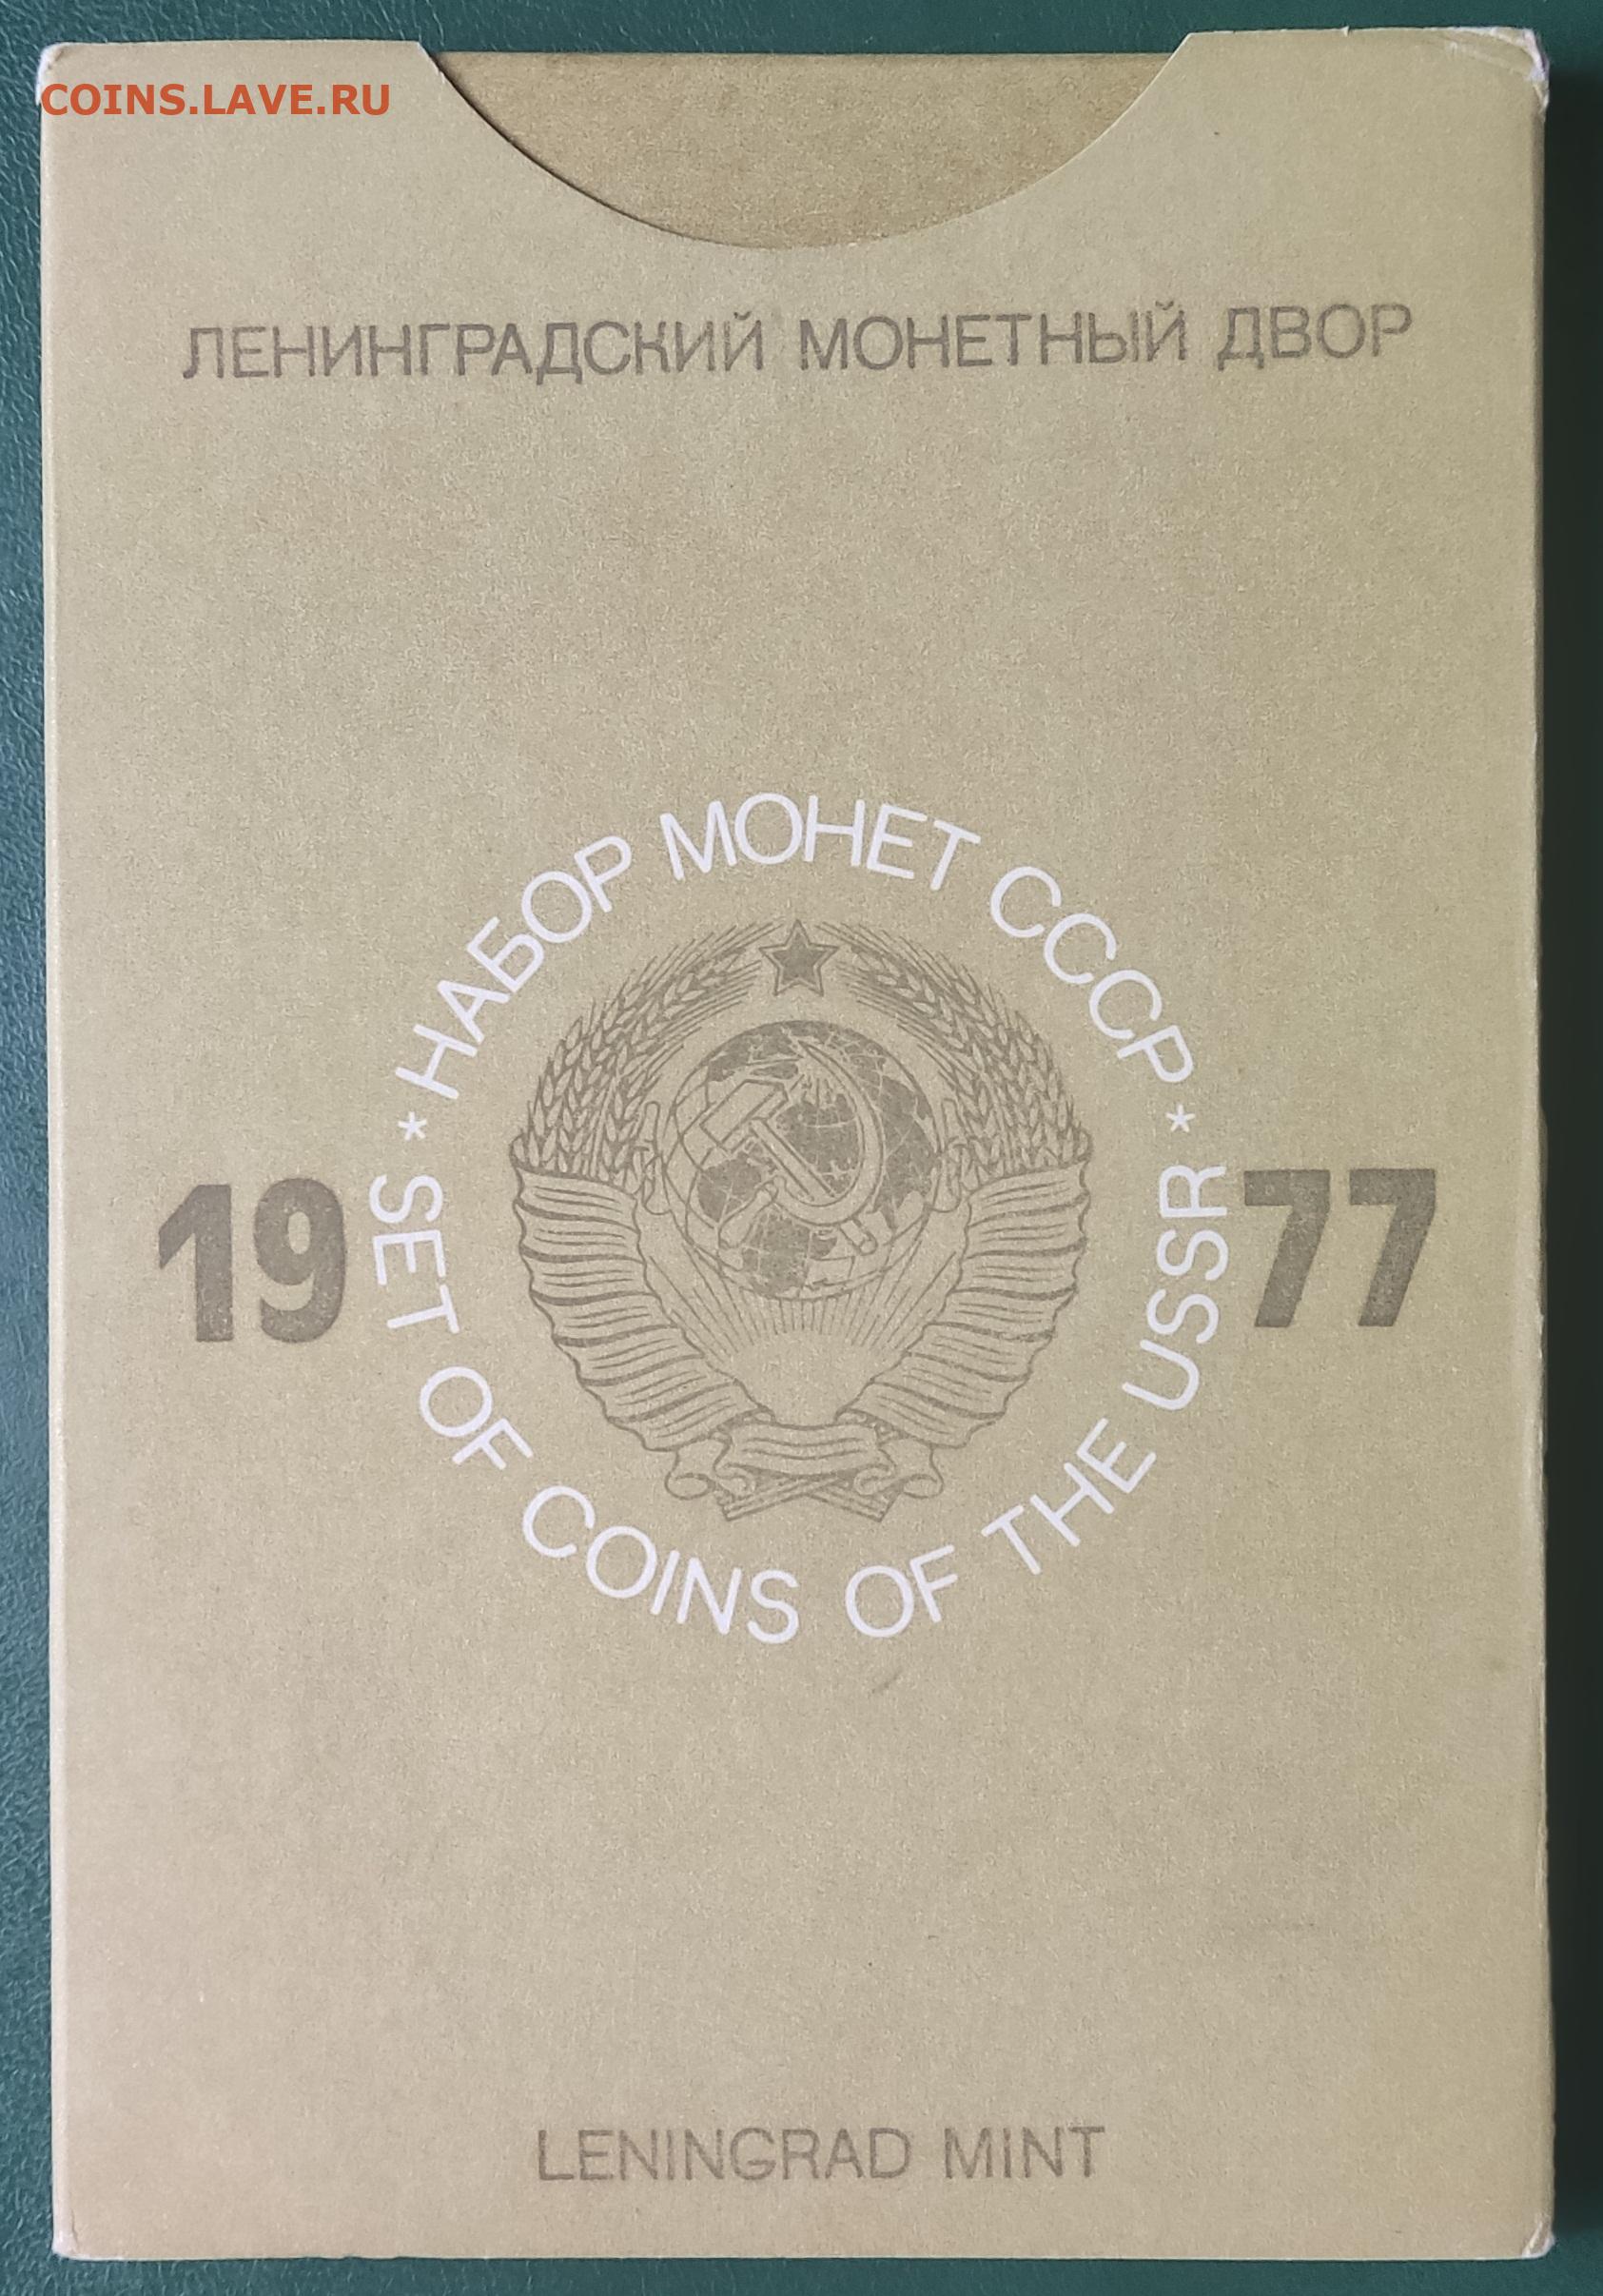 COINS.LAVE.RU
ЛЕНИНГРАДСКИЙ МОНЕТНЫЙ ДВОР
* НАБОР МОНЕТ СССР *
19 77
SET OF COINS OF THE USSR
LENINGRAD MINT